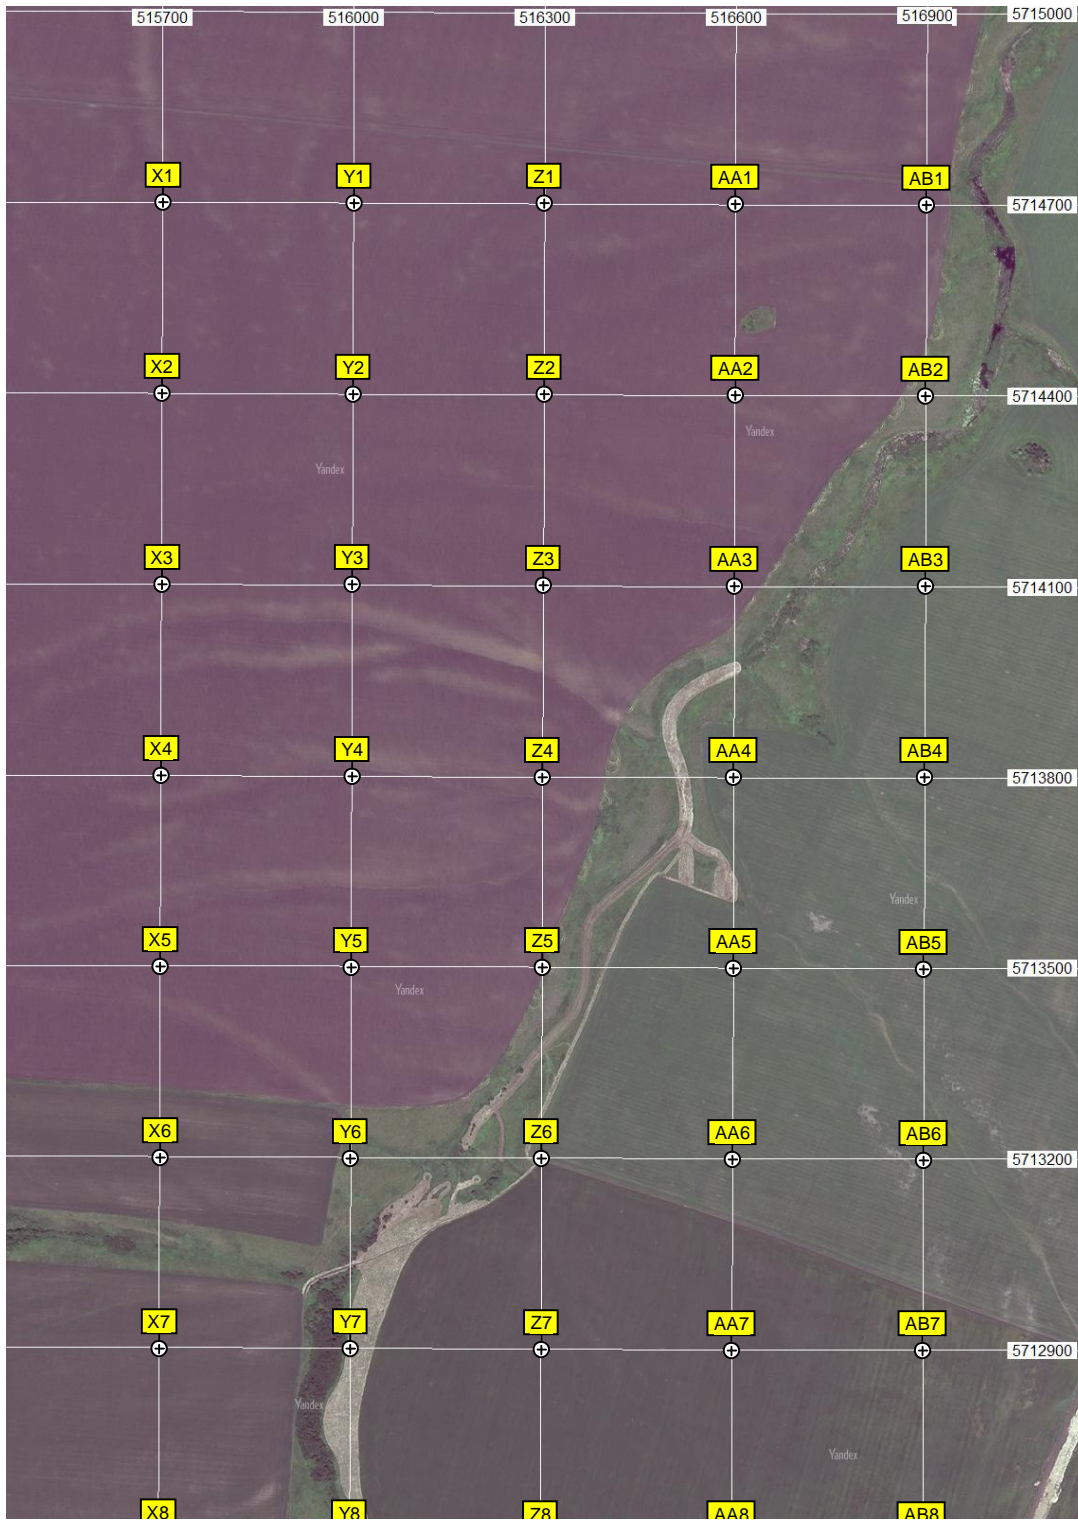 515700 516000 516300 516600 516900 5715000
X1 Y1 Z1 AA1 AB1
5714700
X2 Y2 Z2 AA2 AB2
5714400
Yandex
Yandex
X3 Y3 Z3 AA3 AB3
5714100
X4 Y4 Z4 AA4 AB4
5713800
Yandex
X5 Y5 Z5 AA5 AB5
5713500
Yandex
X6 Y6 Z6 AA6 AB6
5713200
X7 Y7 Z7 AA7 AB7
5712900
Yandex
Yandex
X8 Y8 Z8 AA8 AB8